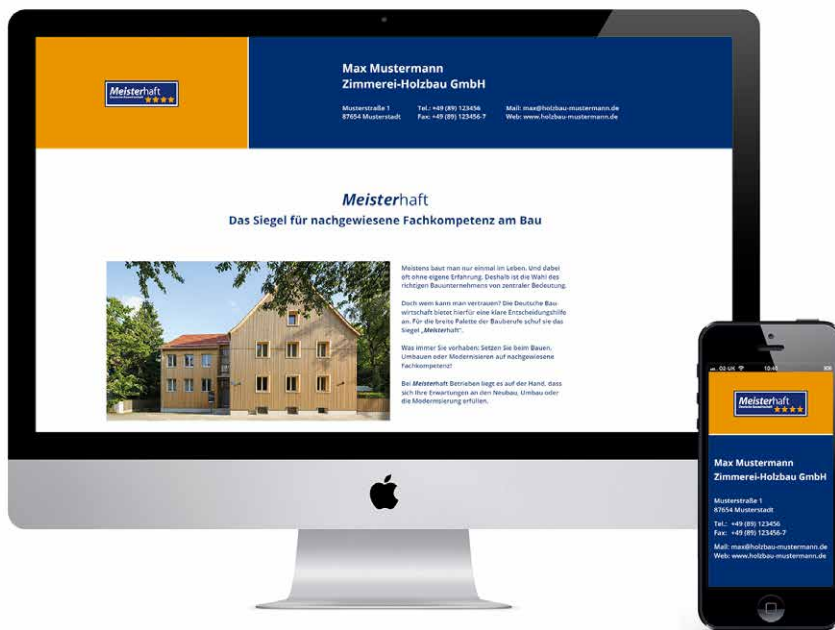 Meisterhaft
Max Mustermann
Zimmerei-Holzbau GmbH
Musterstraße 1
87654 Musterstadt
Tel.: +49 (89) 123456
Fax: +49 (89) 123456-7
Mail: max@holzbau-mustermann.de
Web: www.holzbau-mustermann.de
Meisterhaft
Das Siegel für nachgewiesene Fachkompetenz am Bau
Meistens baut man nur einmal im Leben. Und dabei
oft ohne eigene Erfahrung. Deshalb ist die Wahl des
richtigen Bauunternehmens von zentraler Bedeutung.
Doch wem kann man vertrauen? Die Deutsche Bau-
wirtschaft bietet hierfür eine klare Entscheidungshilfe
an. Für die breite Palette der Bauberufe schuf sie das
Siegel „Meisterhaft“.
Was immer Sie vorhaben: Setzen Sie beim Bauen,
Umbauen oder Modernisieren auf nachgewiesene
Fachkompetenz!
Bei Meisterhaft Betrieben liegt es auf der Hand, dass
sich Ihre Erwartungen an den Neubau, Umbau oder
die Modernisierung erfüllen.
O2-UK 10:40
Meisterhaft
Max Mustermann
Zimmerei-Holzbau GmbH
Musterstraße 1
87654 Musterstadt
Tel.: +49 (89) 123456
Fax: +49 (89) 123456-7
Mail: max@holzbau-mustermann.de
Web: www.holzbau-mustermann.de